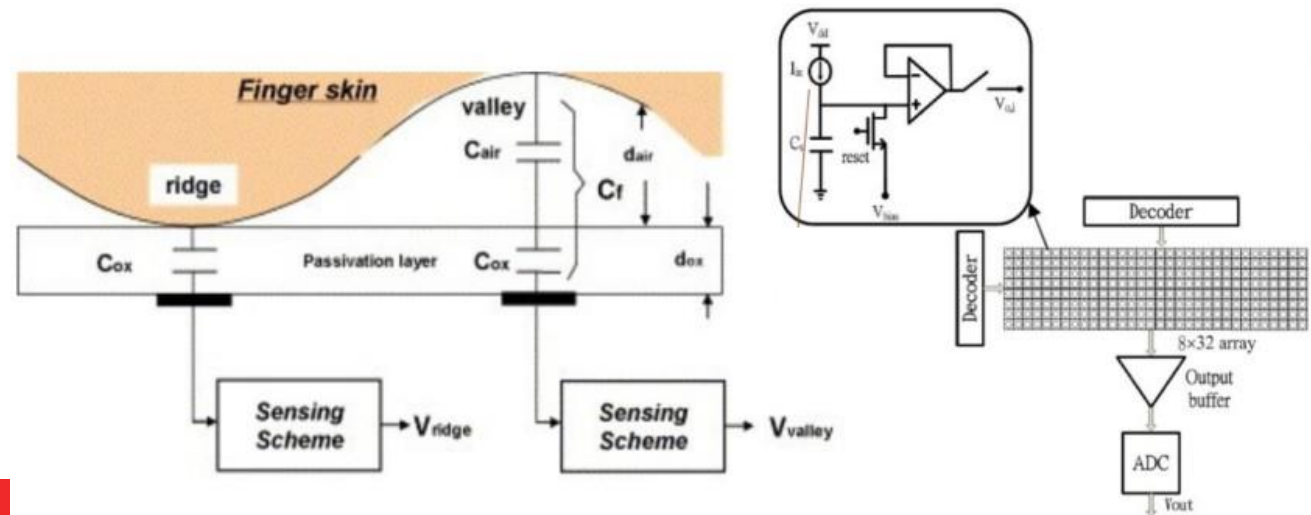 Finger skin
valley
Cair
dair
Cf
ridge
Cox
Passivation layer
Cox
dox
Sensing
Scheme
Vridge
Sensing
Scheme
Vvalley
Vdd
reset
Decoder
Decoder
8×32 array
Output
buffer
ADC
Vout